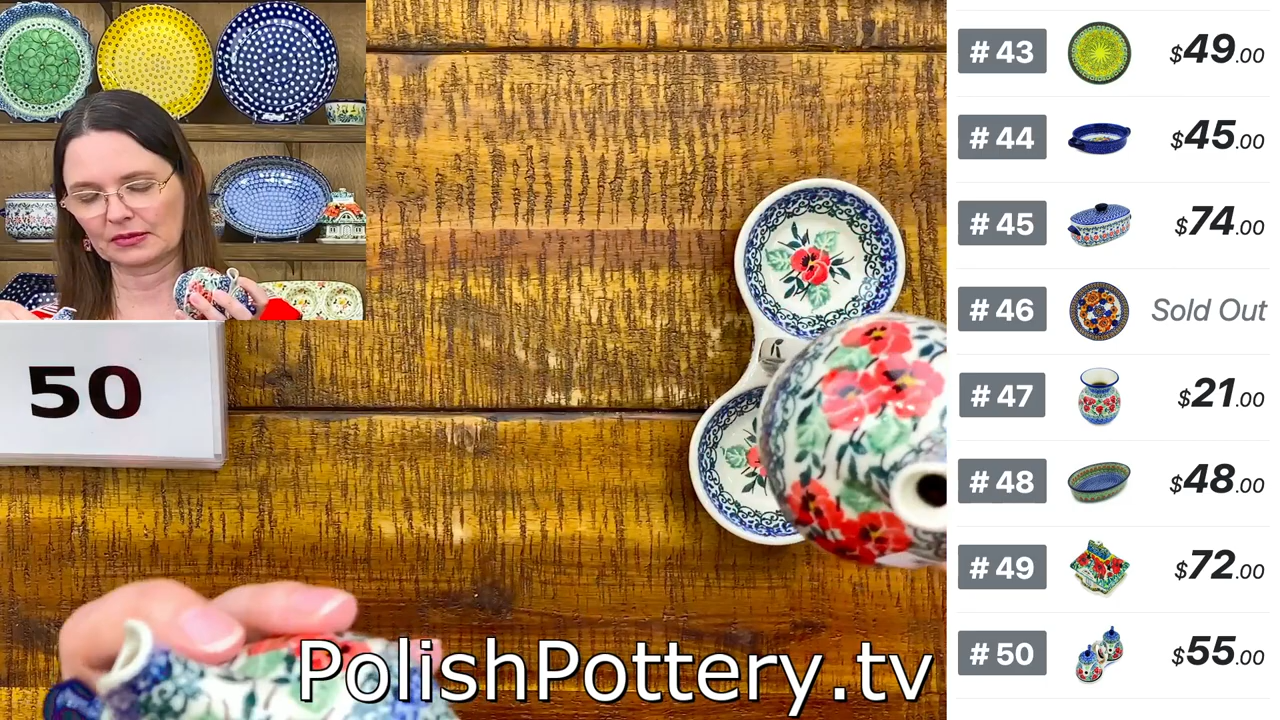 50
PolishPottery.tv
# 43 $49.00
# 44 $45.00
# 45 $74.00
# 46 Sold Out
# 47 $21.00
# 48 $48.00
# 49 $72.00
# 50 $55.00